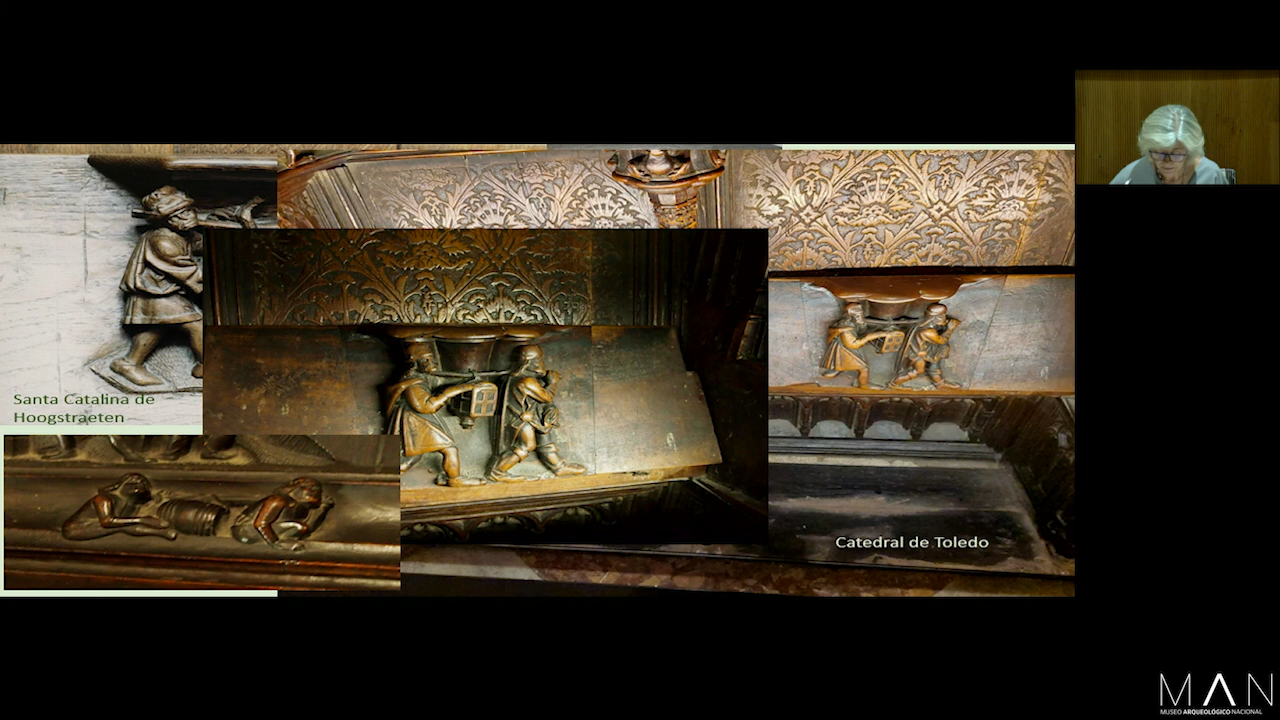 Santa Catalina de
Hoogstraeten
Catedral de Toledo
MAN
MUSEO ARQUEOLÓGICO NACIONAL